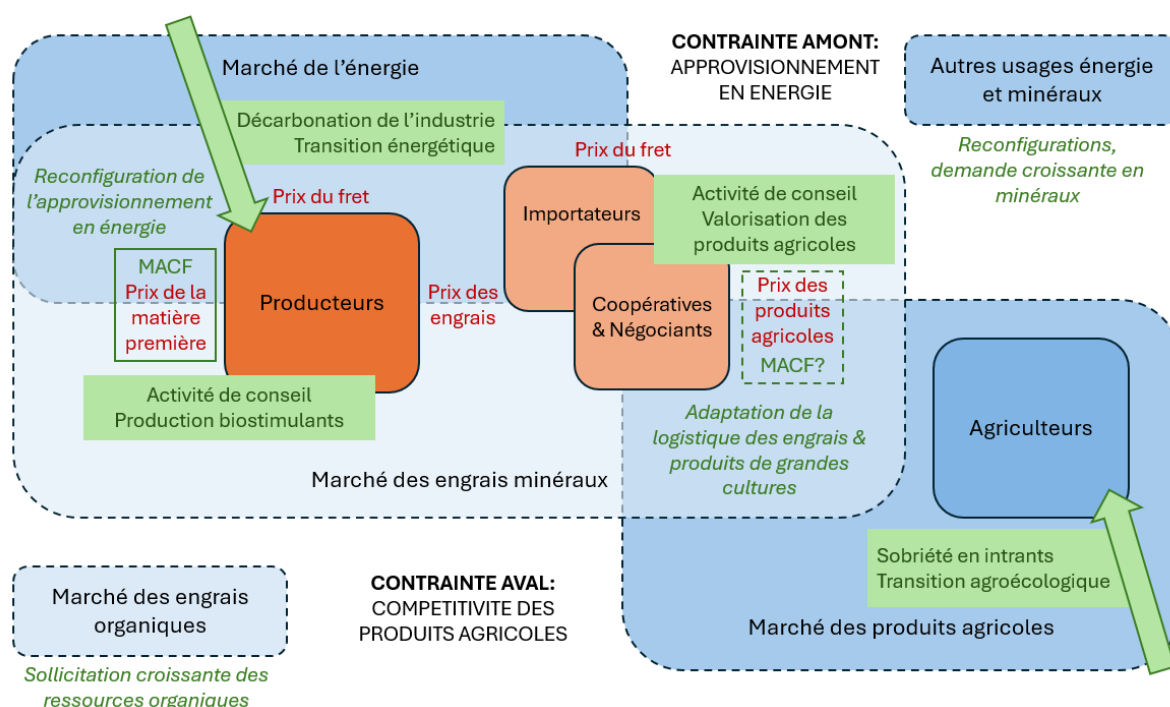 Marché de l’énergie
CONTRAINTE AMONT:
APPROVISIONNEMENT
EN ENERGIE
Autres usages énergie
et minéraux
Reconfigurations,
demande croissante en
minéraux
Décarbonation de l’industrie
Transition énergétique
Reconfiguration de
l’approvisionnement
en énergie
Prix du fret
Prix du fret
Importateurs
Activité de conseil
Valorisation des
produits agricoles
MACF
Prix de la
matière
première
Producteurs
Prix des
engrais
Coopératives
& Négociants
Prix des
produits
agricoles
MACF?
Activité de conseil
Production biostimulants
Adaptation de la
logistique des engrais &
produits de grandes
cultures
Agriculteurs
Marché des engrais minéraux
Sobriété en intrants
Transition agroécologique
Marché des produits agricoles
Marché des engrais
organiques
Sollicitation croissante des
ressources organiques
CONTRAINTE AVAL:
COMPETITIVITE DES
PRODUITS AGRICOLES